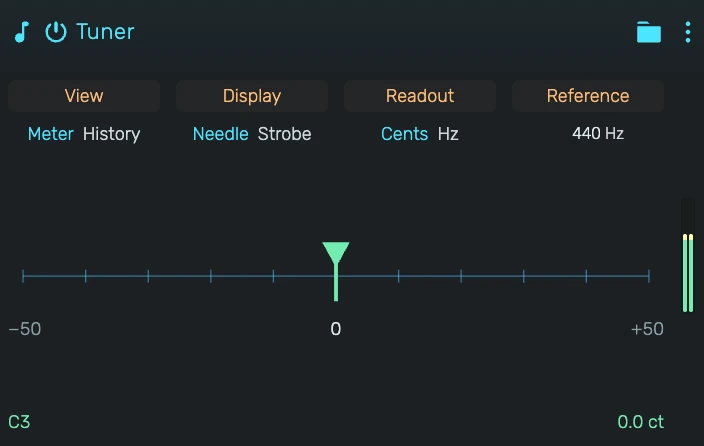 Tuner
View Display Readout Reference
Meter History Needle Strobe Cents Hz 440 Hz
−50 0 +50
C3 0.0 ct